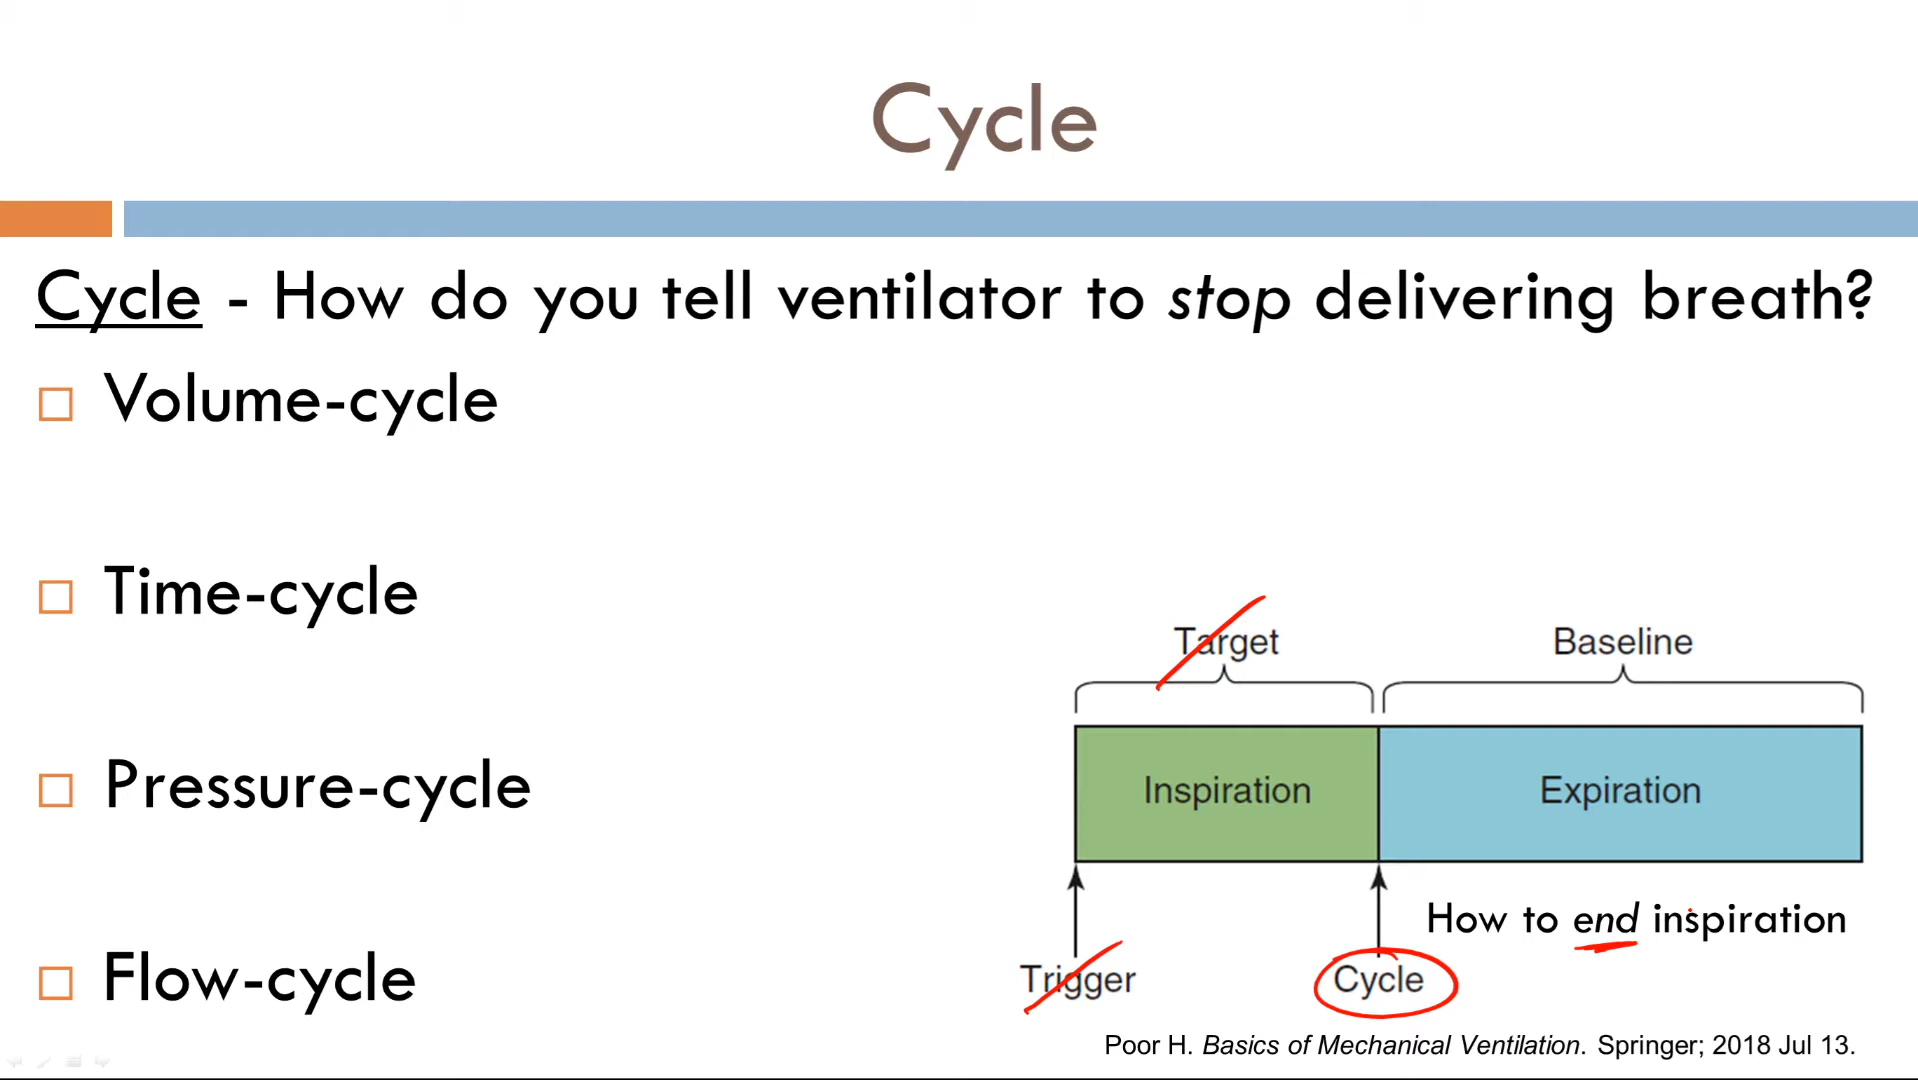 Cycle
Cycle - How do you tell ventilator to stop delivering breath?
Volume-cycle
Time-cycle
Pressure-cycle
Flow-cycle
Target
Baseline
Inspiration
Expiration
How to end inspiration
Trigger
Cycle
Poor H. Basics of Mechanical Ventilation. Springer; 2018 Jul 13.